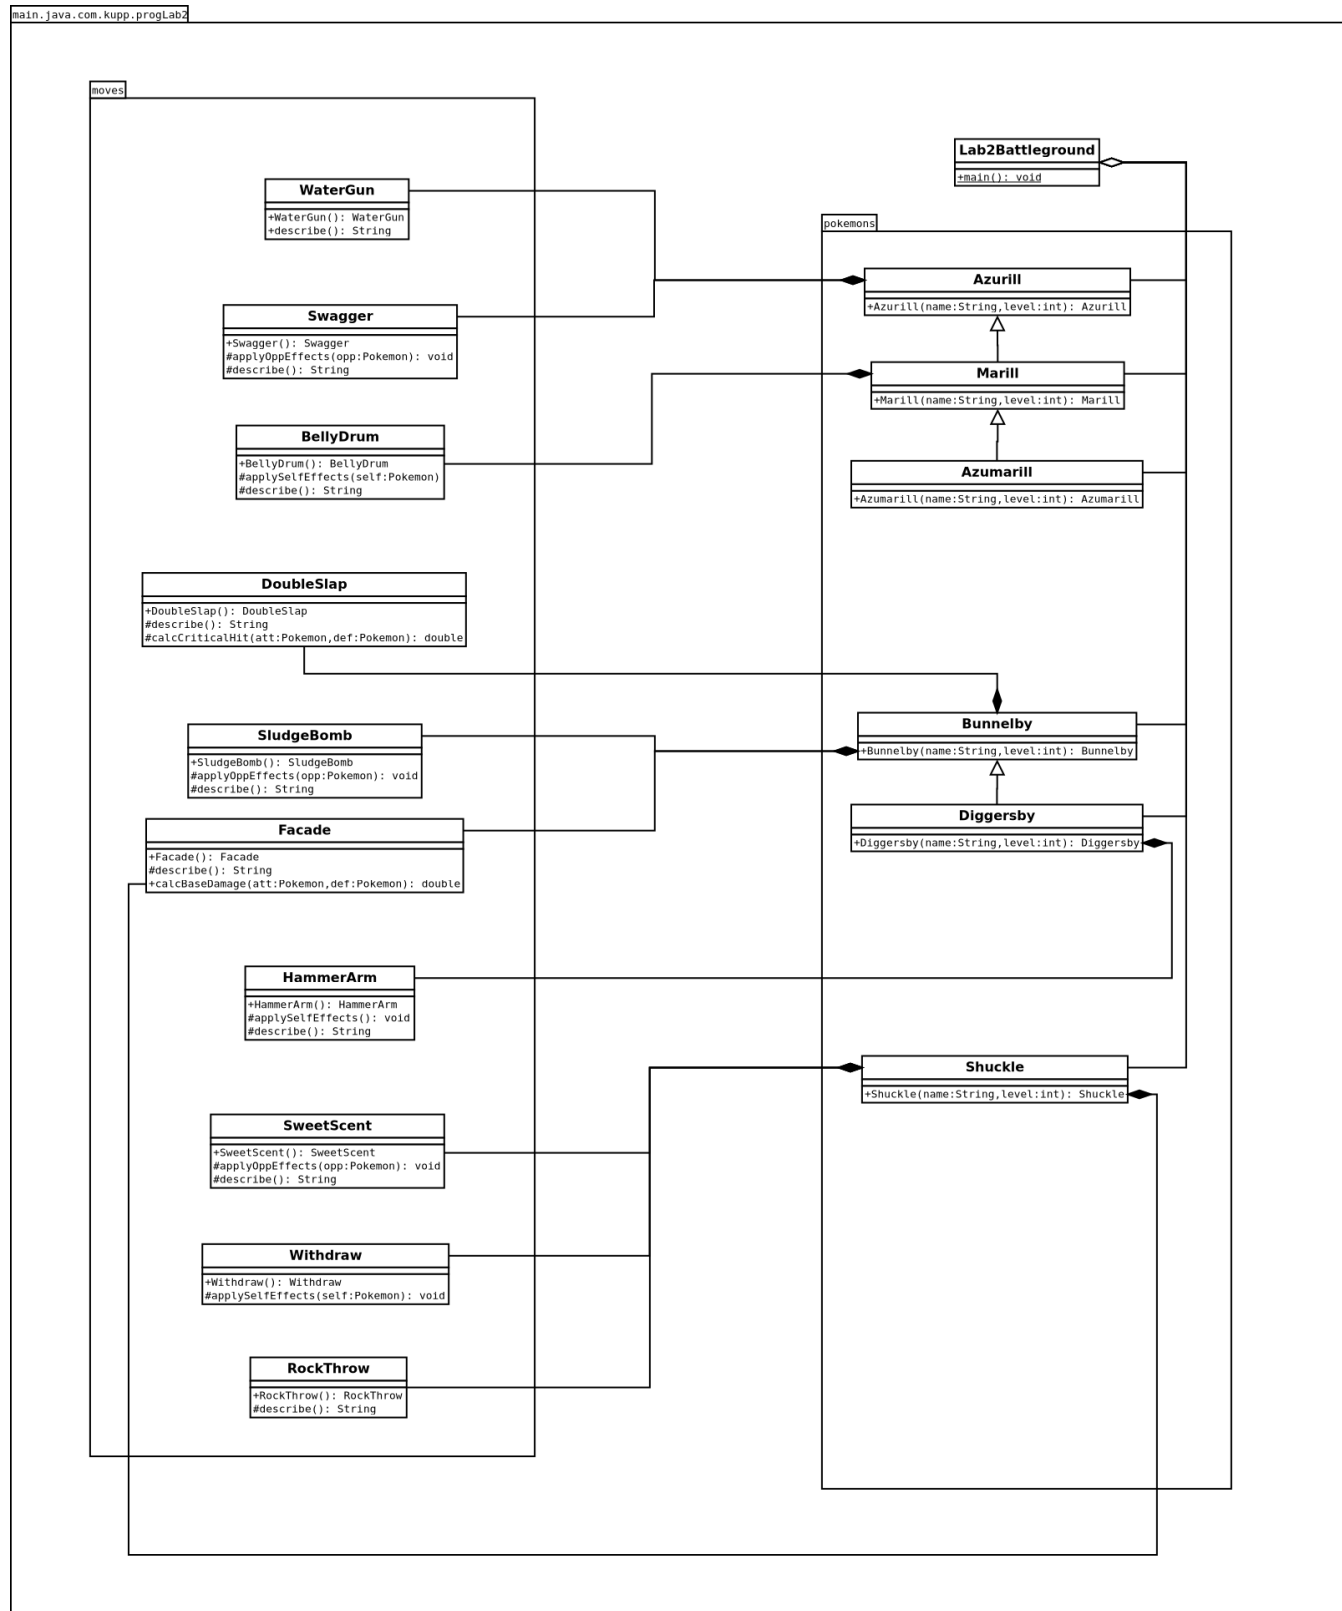 main.java.com.kupp.progLab2
moves
WaterGun
+WaterGun(): WaterGun
+describe(): String
Swagger
+Swagger(): Swagger
#applyOppEffects(opp:Pokemon): void
#describe(): String
BellyDrum
+BellyDrum(): BellyDrum
#applySelfEffects(self:Pokemon)
#describe(): String
DoubleSlap
+DoubleSlap(): DoubleSlap
#describe(): String
#calcCriticalHit(att:Pokemon,def:Pokemon): double
SludgeBomb
+SludgeBomb(): SludgeBomb
#applyOppEffects(opp:Pokemon): void
#describe(): String
Facade
+Facade(): Facade
#describe(): String
+calcBaseDamage(att:Pokemon,def:Pokemon): double
HammerArm
+HammerArm(): HammerArm
#applySelfEffects(): void
#describe(): String
SweetScent
+SweetScent(): SweetScent
#applyOppEffects(opp:Pokemon): void
#describe(): String
Withdraw
+Withdraw(): Withdraw
#applySelfEffects(self:Pokemon): void
RockThrow
+RockThrow(): RockThrow
#describe(): String
Lab2Battleground
+main(): void
pokemons
Azurill
+Azurill(name:String,level:int): Azurill
Marill
+Marill(name:String,level:int): Marill
Azumarill
+Azumarill(name:String,level:int): Azumarill
Bunnelby
+Bunnelby(name:String,level:int): Bunnelby
Diggersby
+Diggersby(name:String,level:int): Diggersby
Shuckle
+Shuckle(name:String,level:int): Shuckle